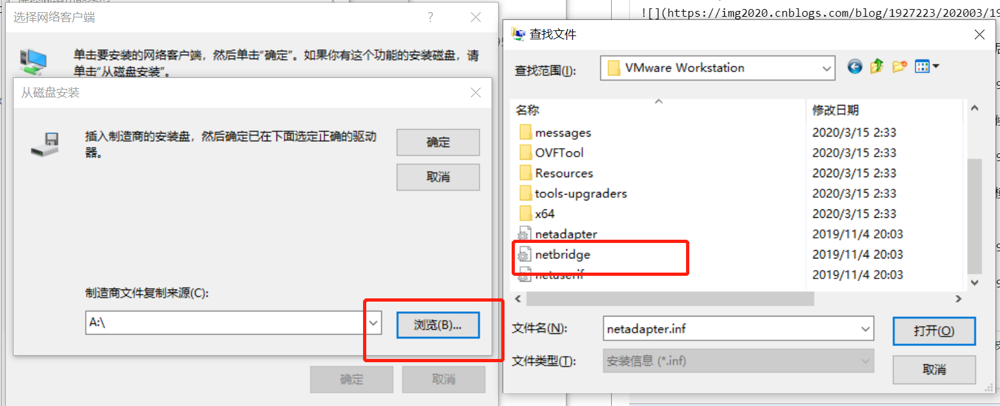 ![](https://img2020.cnblogs.com/blog/1927223/202003/19
选择网络客户端
?
单击要安装的网络客户端，然后单击“确定”。如果你有这个功能的安装磁盘，请
单击“从磁盘安装”。
从磁盘安装
插入制造商的安装盘，然后确定已在下面选定正确的驱动
器。
确定
取消
制造商文件复制来源(C):
A:\
浏览(B)...
确定
取消
查找文件
查找范围(I):
VMware Workstation
名称
修改日期
messages 2020/3/15 2:33
OVFTool 2020/3/15 2:33
Resources 2020/3/15 2:33
tools-upgraders 2020/3/15 2:33
x64 2020/3/15 2:33
netadapter 2019/11/4 20:03
netbridge 2019/11/4 20:03
netuserif 2019/11/4 20:03
文件名(N):
netadapter.inf
打开(O)
文件类型(T):
安装信息 (*.inf)
取消